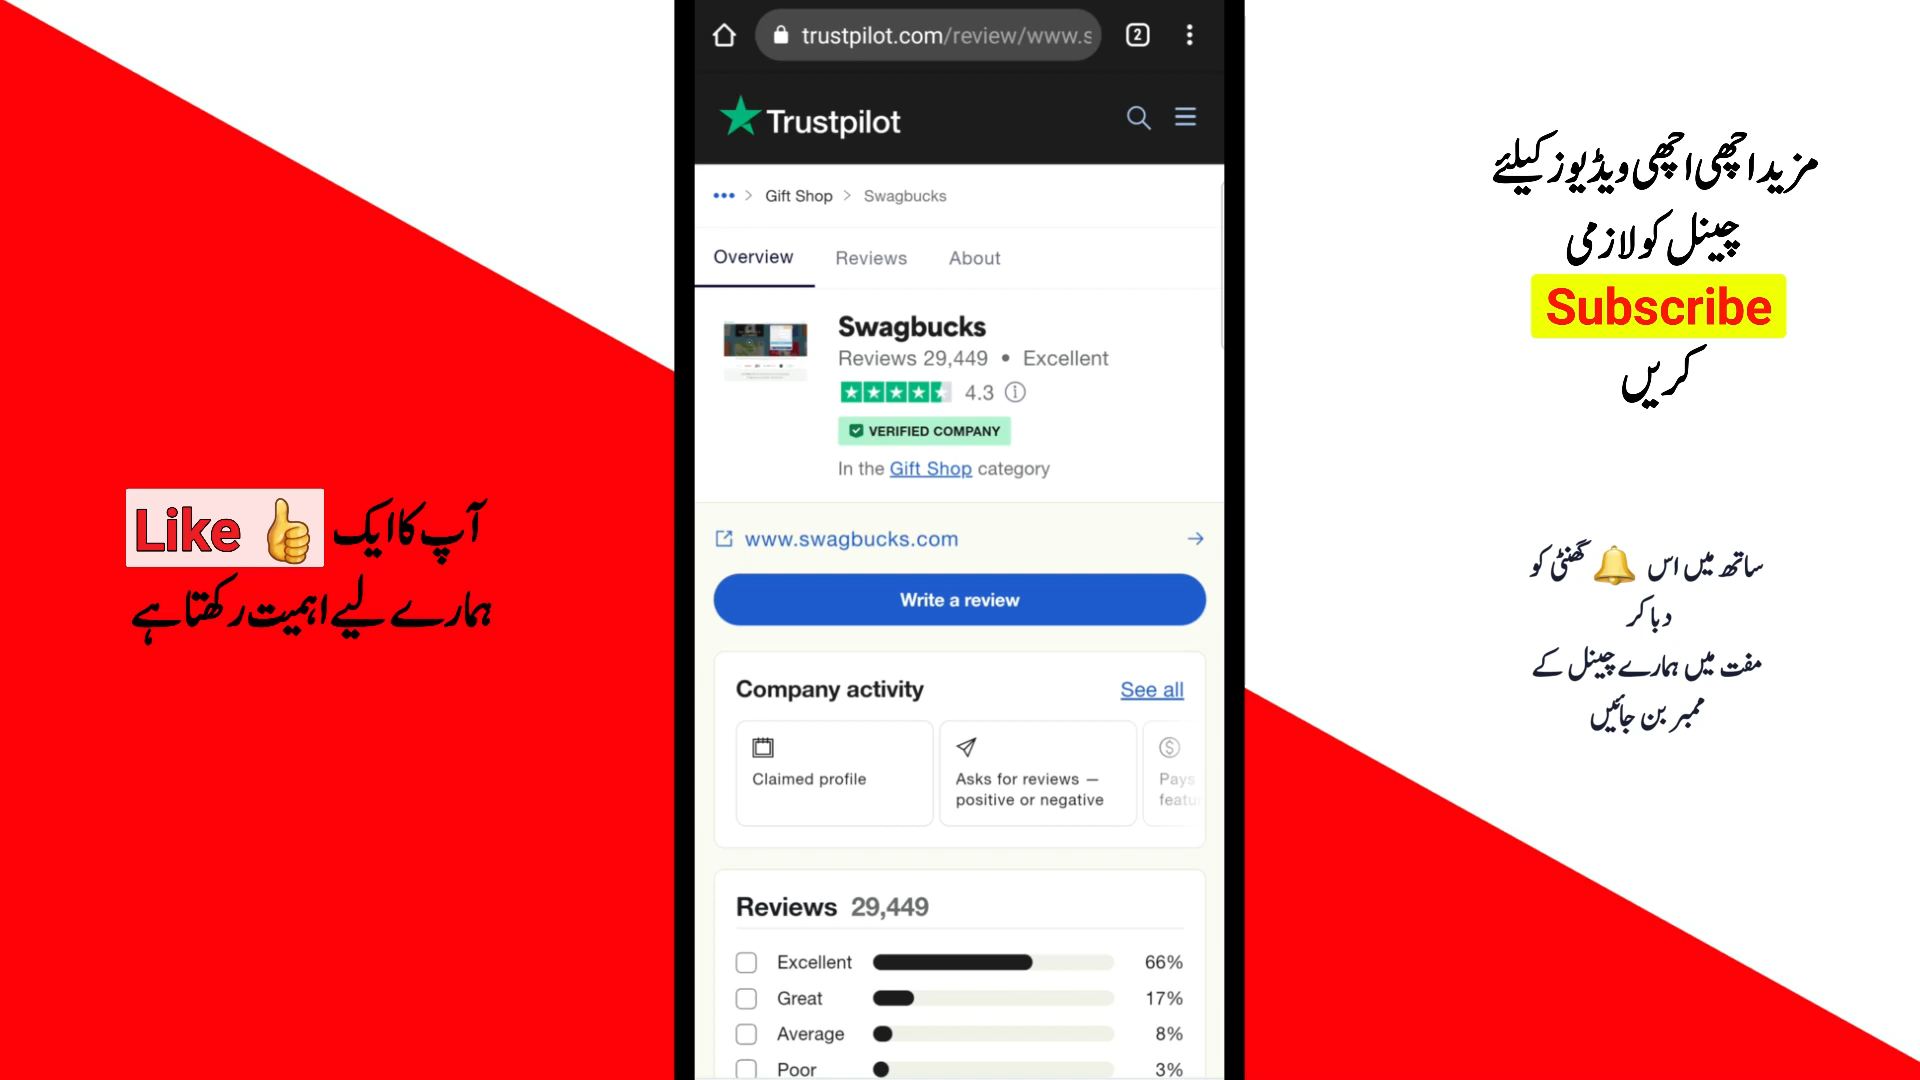 trustpilot.com/review/www.s
2
Trustpilot
Gift Shop
Swagbucks
Overview
Reviews
About
Swagbucks
Reviews 29,449 • Excellent
4.3
VERIFIED COMPANY
In the Gift Shop category
www.swagbucks.com
Write a review
Company activity
See all
Claimed profile
Asks for reviews —
positive or negative
Pays
featu
Reviews 29,449
Excellent 66%
Great 17%
Average 8%
Poor 3%
آپ کا ایک Like 👍
ہمارے لیے اہمیت رکھتا ہے
مزید اچھی اچھی ویڈیوز کیلئے
چینل کو لازمی
Subscribe
کریں
ساتھ میں اس 🔔 گھنٹی کو
دبا کر
مفت میں ہمارے چینل کے
ممبر بن جائیں